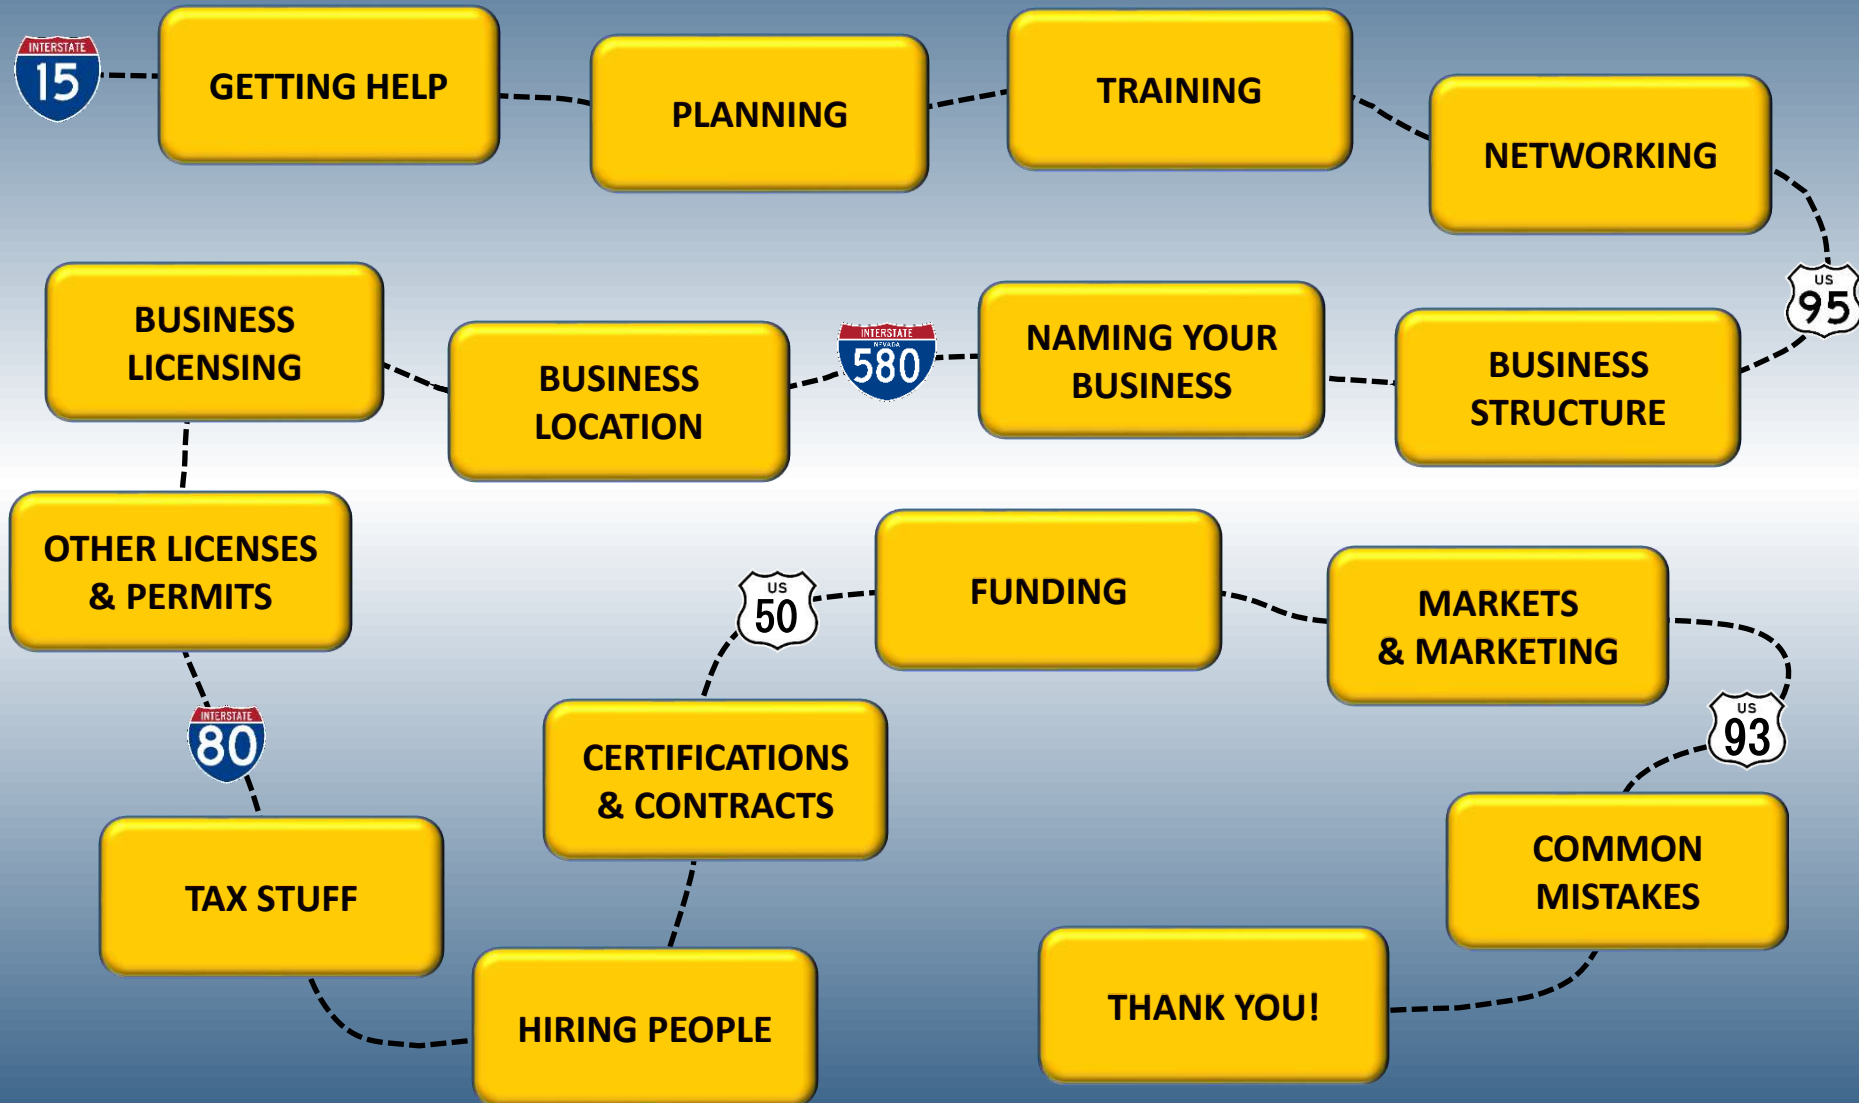 INTERSTATE
15
GETTING HELP
PLANNING
TRAINING
NETWORKING
US
95
BUSINESS
STRUCTURE
NAMING YOUR
BUSINESS
INTERSTATE
NEVADA
580
BUSINESS
LOCATION
BUSINESS
LICENSING
OTHER LICENSES
& PERMITS
INTERSTATE
80
TAX STUFF
HIRING PEOPLE
CERTIFICATIONS
& CONTRACTS
US
50
FUNDING
MARKETS
& MARKETING
US
93
COMMON
MISTAKES
THANK YOU!